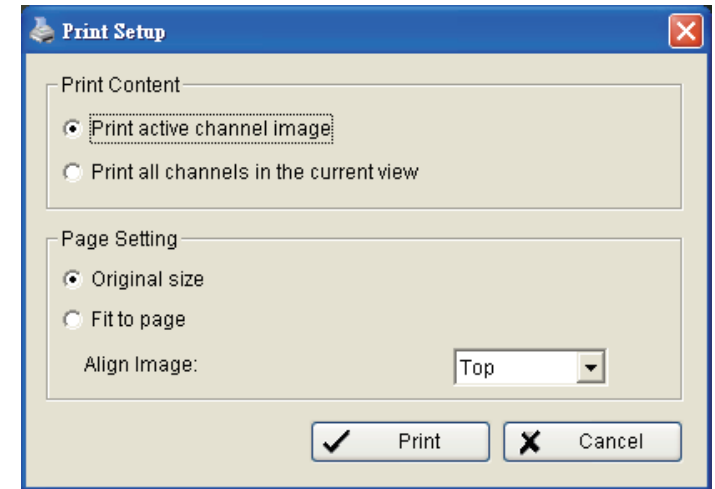 Print Setup
Print Content
Print active channel image
Print all channels in the current view
Page Setting
Original size
Fit to page
Align Image: Top
Print Cancel